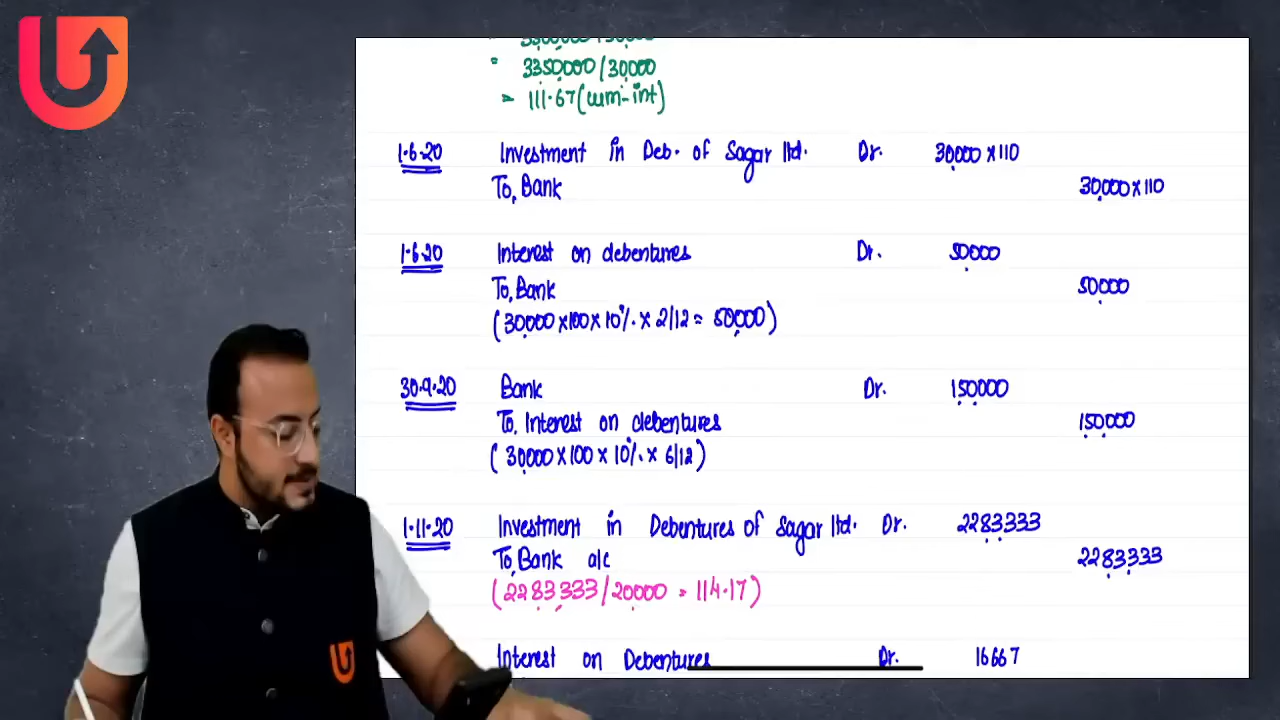 = 3350000/30000
= 111.67 (cum-int)
1.6.20 Investment in Deb. of Sagar ltd. Dr. 30000 x 110
To, Bank 30000 x 110
1.6.20 Interest on debentures Dr. 50000
To, Bank 50000
(30000 x 100 x 10% x 2/12 = 50000)
30.9.20 Bank Dr. 150000
To, Interest on debentures 150000
(30000 x 100 x 10% x 6/12)
1.11.20 Investment in Debentures of Sagar ltd. Dr. 2283333
To, Bank a/c 2283333
(2283333/20000 = 114.17)
Interest on Debentures Dr. 16667